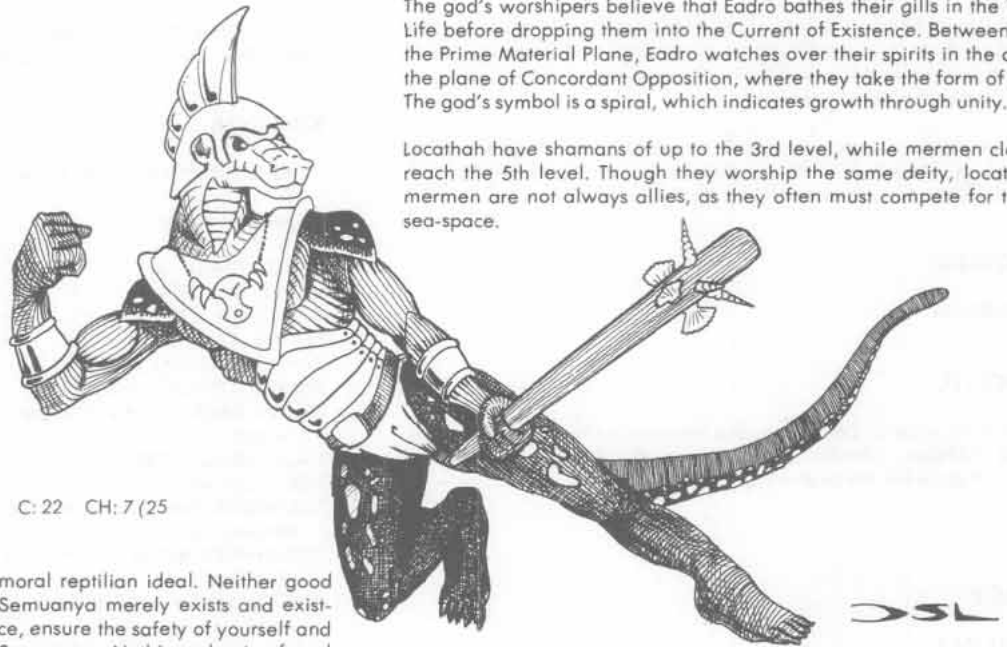 The god's worshipers believe that Eadro bathes their gills in the
Life before dropping them into the Current of Existence. Between
the Prime Material Plane, Eadro watches over their spirits in the
the plane of Concordant Opposition, where they take the form of
The god's symbol is a spiral, which indicates growth through unity.
Locathah have shamans of up to the 3rd level, while mermen
reach the 5th level. Though they worship the same deity,
mermen are not always allies, as they often must compete for
sea-space.
C: 22 CH: 7 (25
moral reptilian ideal. Neither good
Semuanya merely exists and exist-
ce, ensure the safety of yourself and
DSL